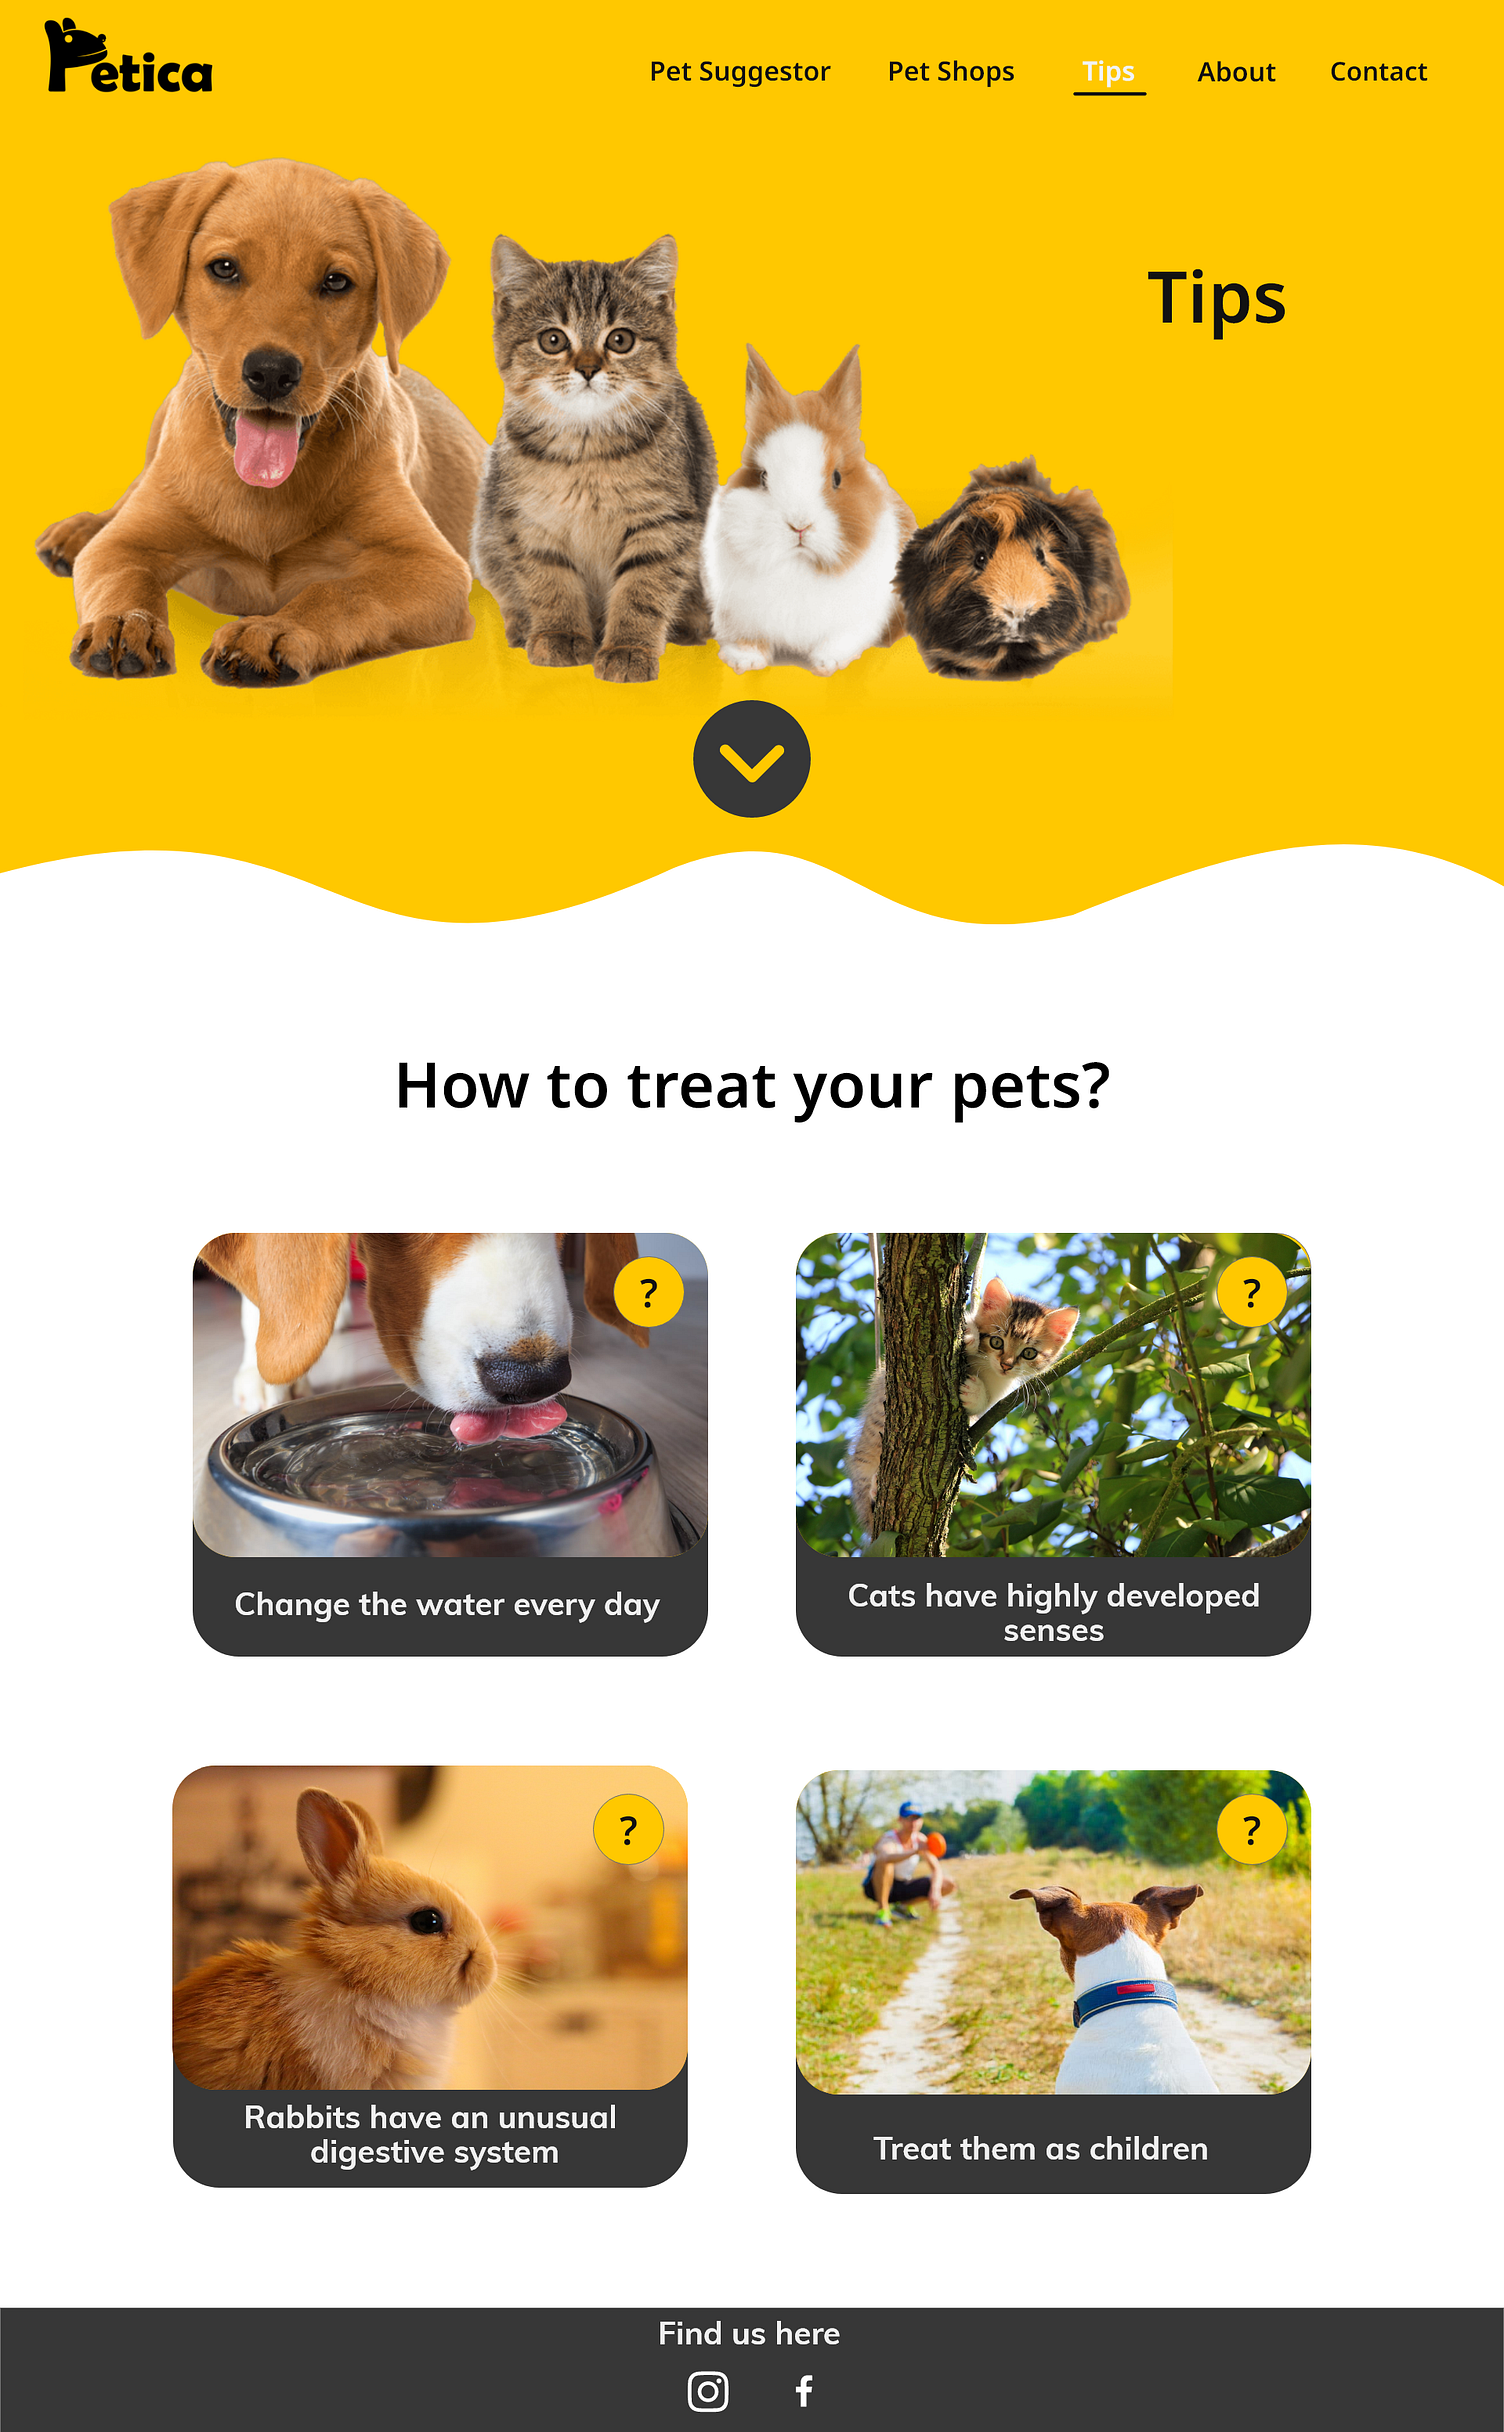 Petica
Pet Suggestor
Pet Shops
Tips
About
Contact
Tips
How to treat your pets?
?
?
Change the water every day
Cats have highly developed
senses
?
?
Rabbits have an unusual
digestive system
Treat them as children
Find us here